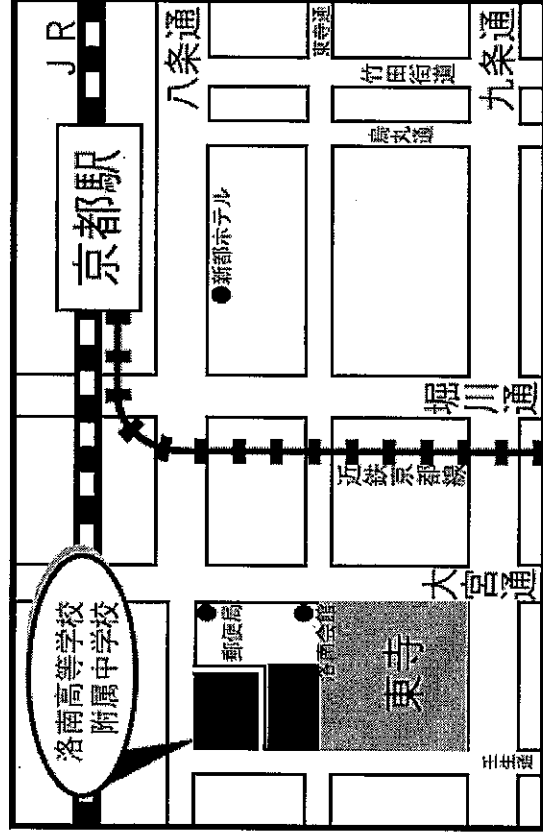 洛南高等学校
附属中学校
京都駅
JR
八条通
東寺通
九条通
竹田街道
烏丸通
新都ホテル
堀川通
近鉄京都線
大宮通
郵便局
洛南会館
東寺
壬生通